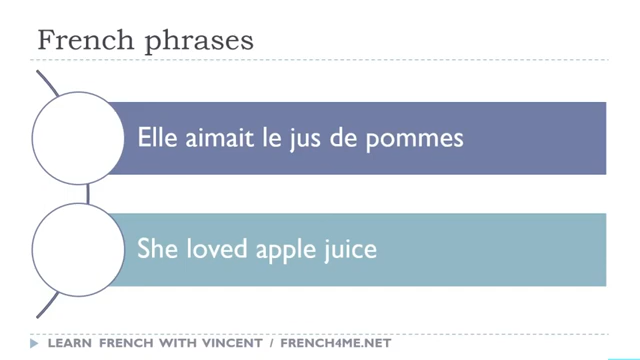 French phrases
Elle aimait le jus de pommes
She loved apple juice
LEARN FRENCH WITH VINCENT / FRENCH4ME.NET